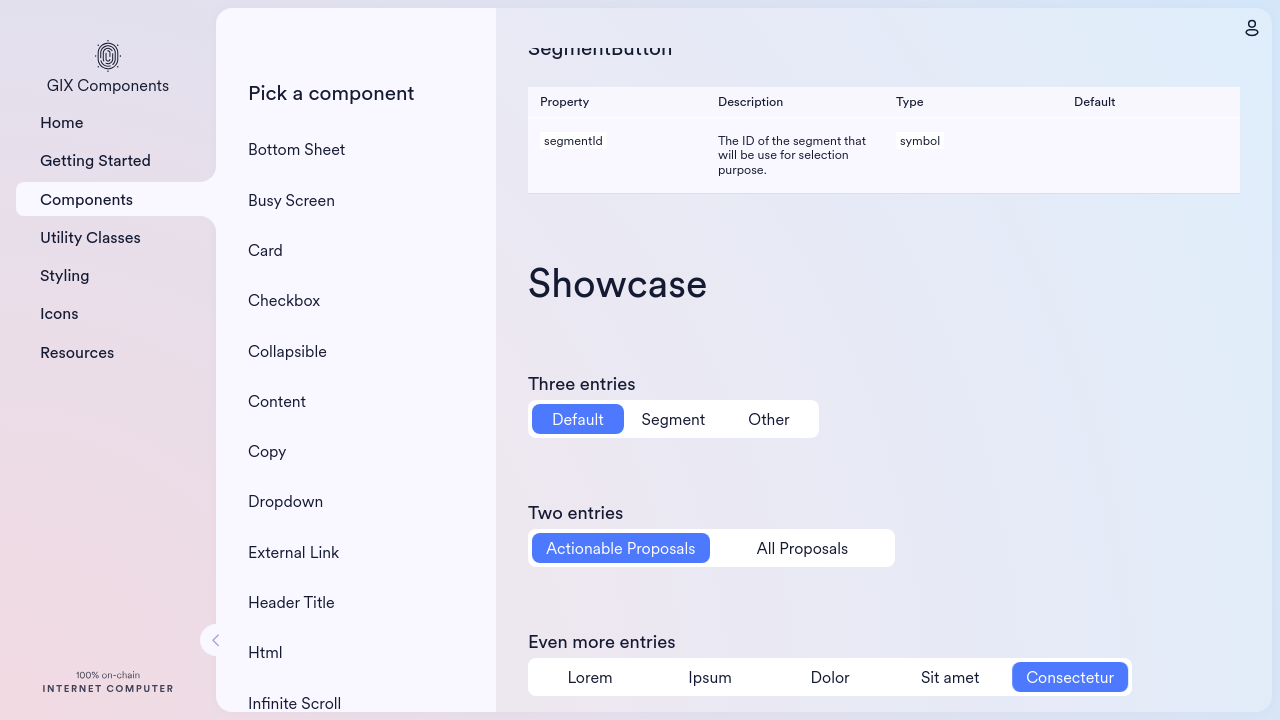 GIX Components
Home
Getting Started
Components
Utility Classes
Styling
Icons
Resources
100% on-chain
INTERNET COMPUTER
Pick a component
Bottom Sheet
Busy Screen
Card
Checkbox
Collapsible
Content
Copy
Dropdown
External Link
Header Title
Html
Infinite Scroll
SegmentButton
Property Description Type Default
segmentId The ID of the segment that symbol
will be use for selection
purpose.
Showcase
Three entries
Default Segment Other
Two entries
Actionable Proposals All Proposals
Even more entries
Lorem Ipsum Dolor Sit amet Consectetur